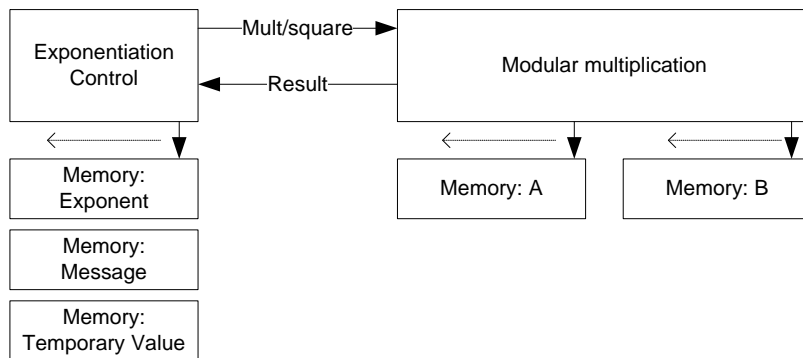 Exponentiation
Control
Mult/square
Result
Modular multiplication
Memory:
Exponent
Memory: A
Memory: B
Memory:
Message
Memory:
Temporary Value